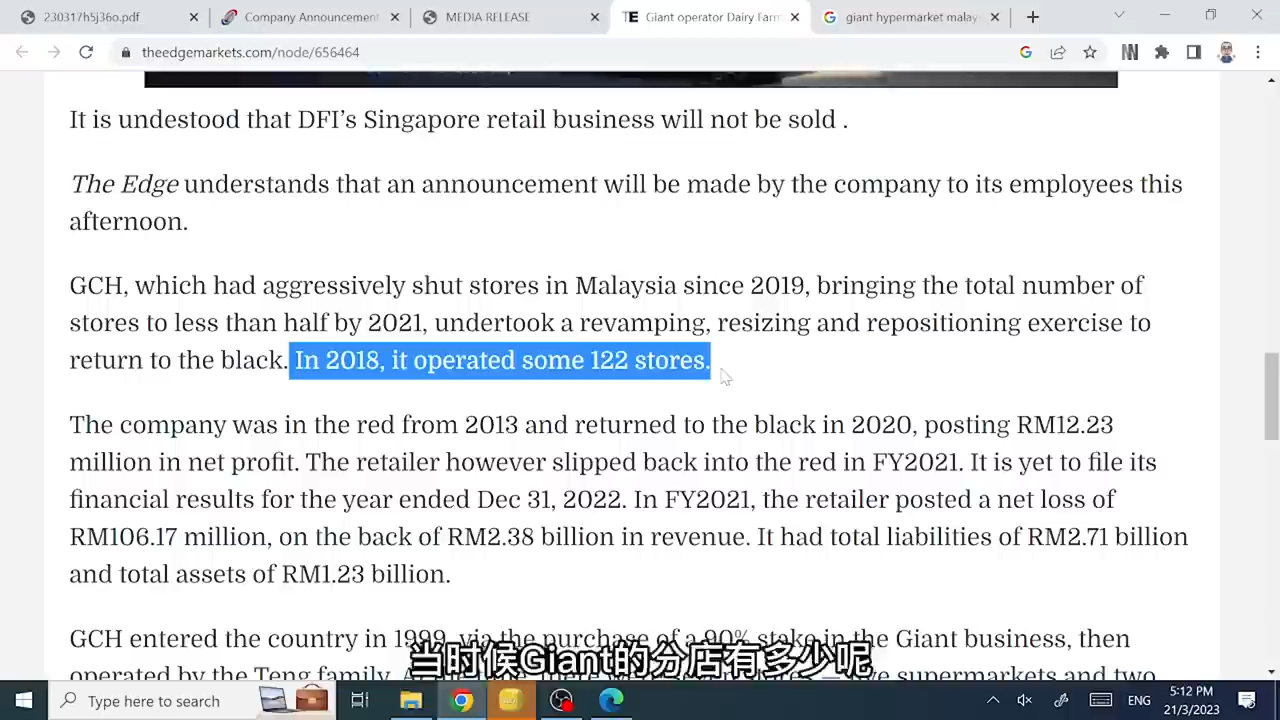 230317h5j36o.pdf
Company Announcement
MEDIA RELEASE
Giant operator Dairy Farm
giant hypermarket malay
theedgemarkets.com/node/656464
It is undestood that DFI’s Singapore retail business will not be sold .
The Edge understands that an announcement will be made by the company to its employees this
afternoon.
GCH, which had aggressively shut stores in Malaysia since 2019, bringing the total number of
stores to less than half by 2021, undertook a revamping, resizing and repositioning exercise to
return to the black. In 2018, it operated some 122 stores.
The company was in the red from 2013 and returned to the black in 2020, posting RM12.23
million in net profit. The retailer however slipped back into the red in FY2021. It is yet to file its
financial results for the year ended Dec 31, 2022. In FY2021, the retailer posted a net loss of
RM106.17 million, on the back of RM2.38 billion in revenue. It had total liabilities of RM2.71 billion
and total assets of RM1.23 billion.
GCH entered the country in 1999, via the purchase of a 90% stake in the Giant business, then
operated by the Teng family.
当时候Giant的分店有多少呢
Type here to search
ENG
5:12 PM
21/3/2023